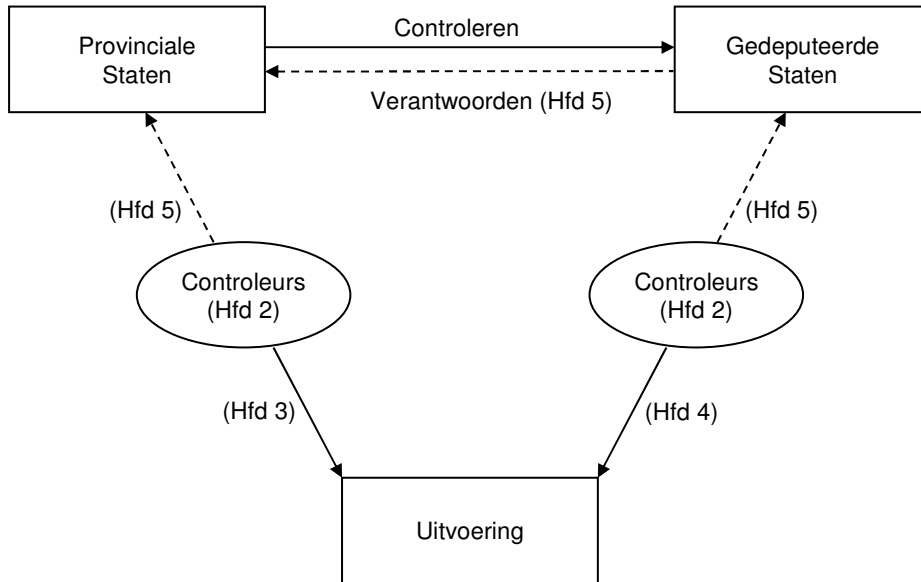 Provinciale
Staten
Controleren
Gedeputeerde
Staten
Verantwoorden (Hfd 5)
(Hfd 5)
(Hfd 5)
Controleurs
(Hfd 2)
Controleurs
(Hfd 2)
(Hfd 3)
(Hfd 4)
Uitvoering